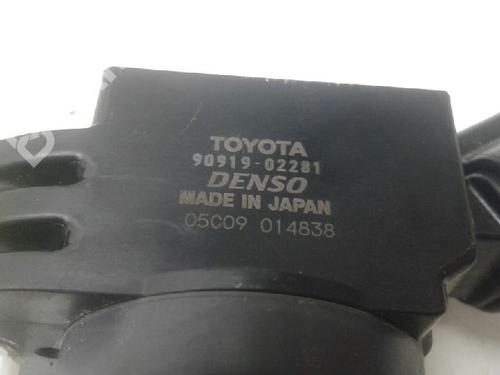 TOYOTA
90919-02281
DENSO
MADE IN JAPAN
05C09 014838